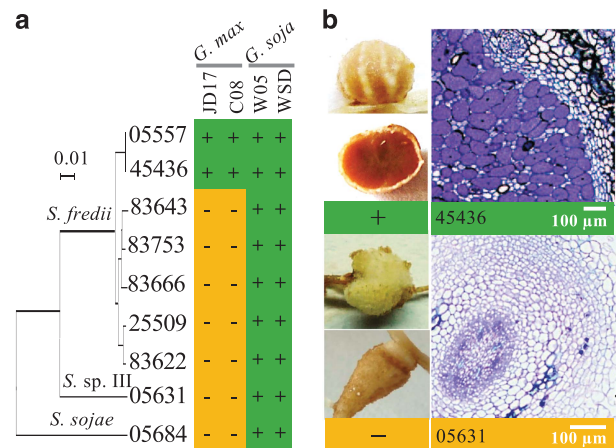 a
G. max G. soja
JD17 C08 W05 WSD
05557 + + + +
0.01
45436 + + + +
S. fredii
83643 - - + +
83753 - - + +
83666 - - + +
25509 - - + +
83622 - - + +
S. sp. III
05631 - - + +
S. sojae
05684 - - + +
b
+ 45436 100 µm
− 05631 100 µm